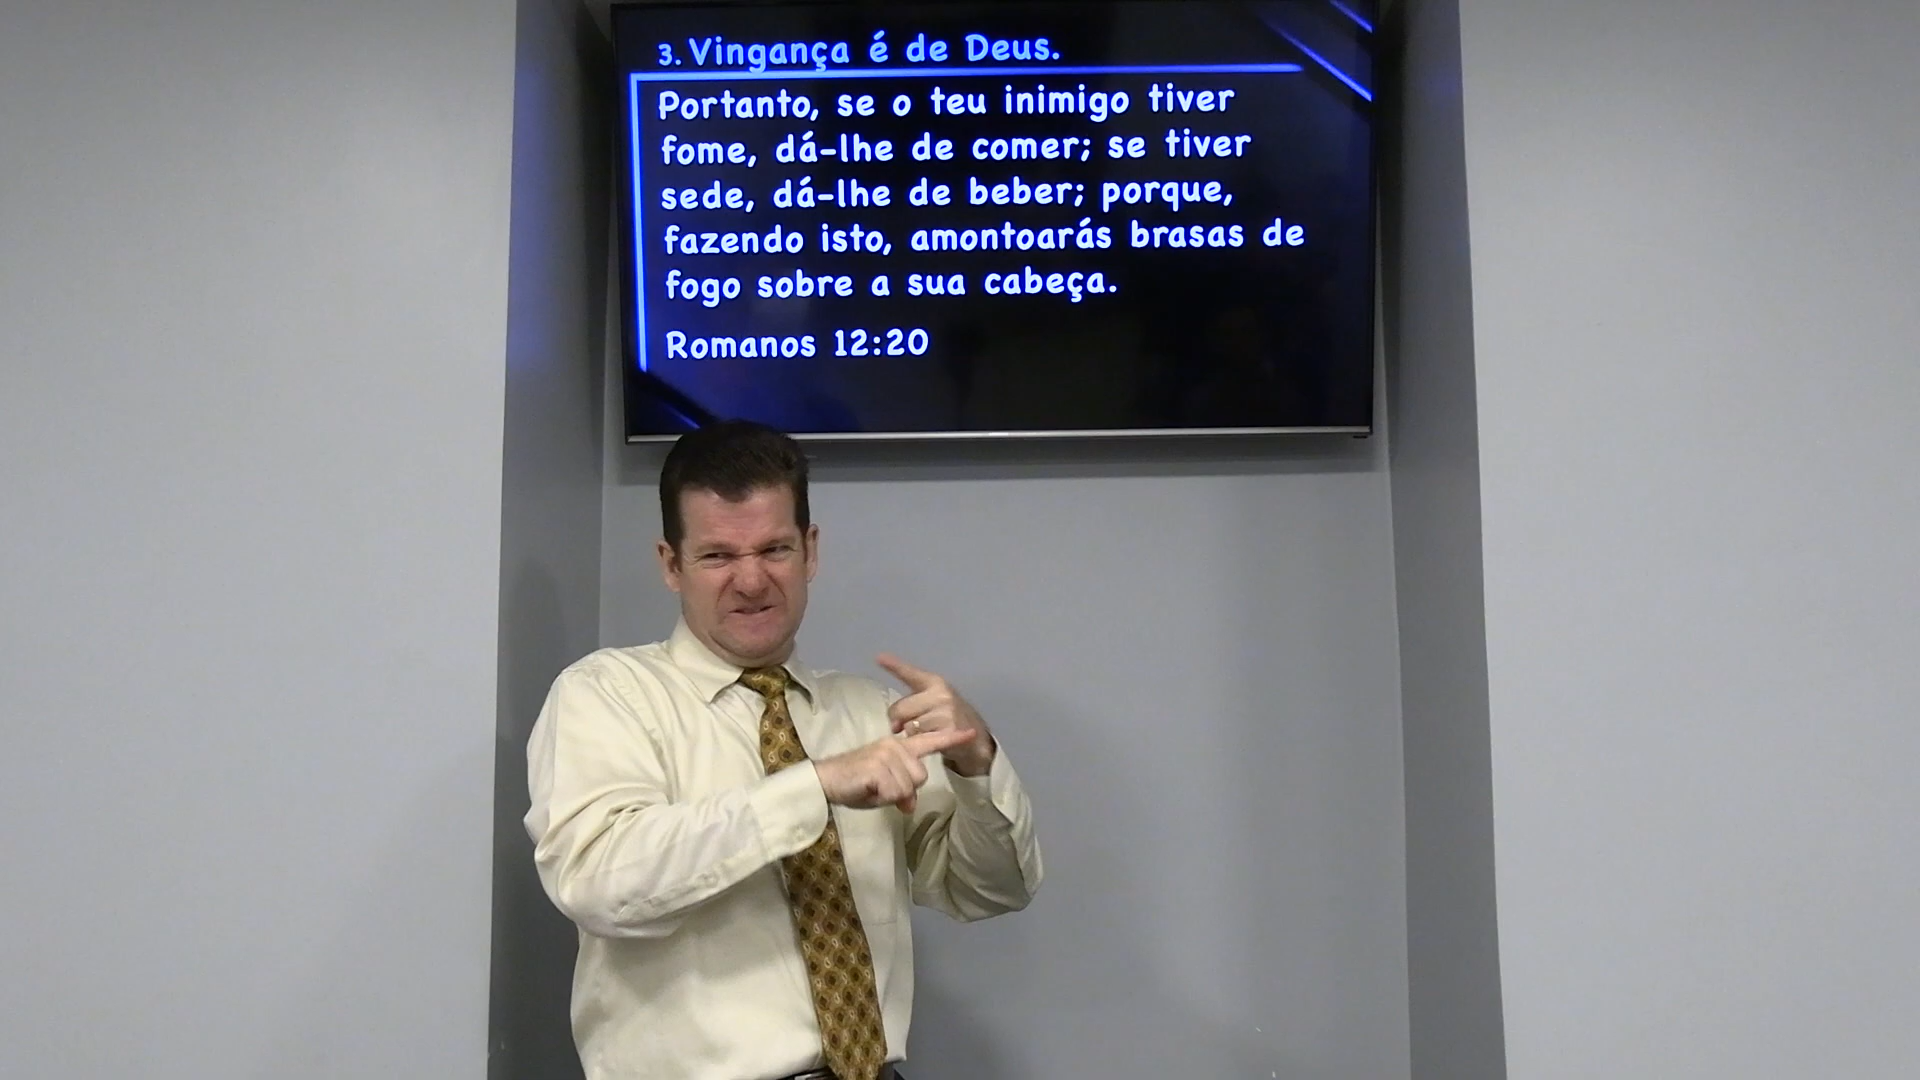 3. Vingança é de Deus.
Portanto, se o teu inimigo tiver
fome, dá-lhe de comer; se tiver
sede, dá-lhe de beber; porque,
fazendo isto, amontoarás brasas de
fogo sobre a sua cabeça.
Romanos 12:20